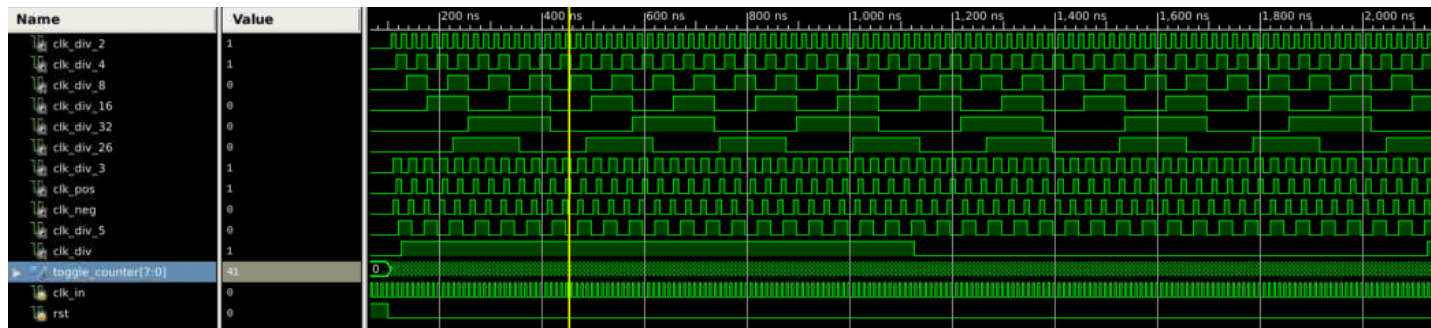 Name Value 200 ns 400 ns 600 ns 800 ns 1,000 ns 1,200 ns 1,400 ns 1,600 ns 1,800 ns 2,000 ns
clk_div_2 1
clk_div_4 1
clk_div_8 0
clk_div_16 0
clk_div_32 0
clk_div_26 0
clk_div_3 1
clk_pos 1
clk_neg 0
clk_div_5 0
clk_div 1
toggle_counter[7:0] 41 0
clk_in 0
rst 0